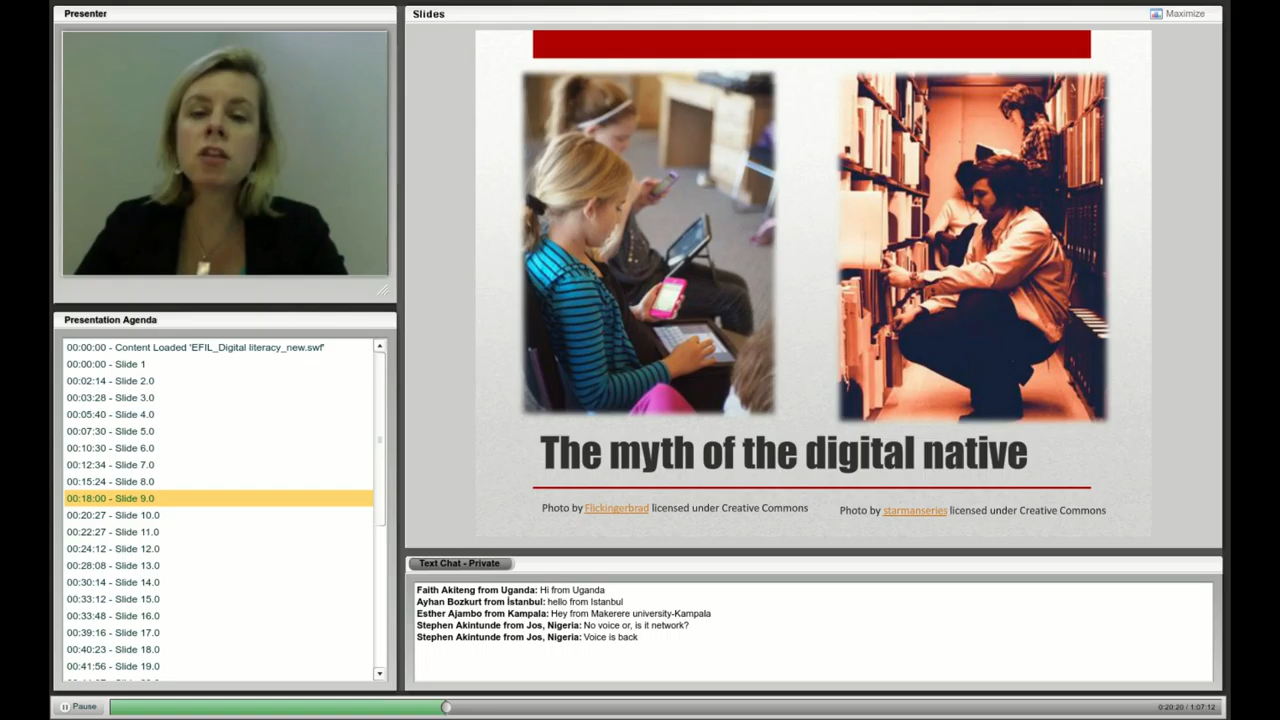 Presenter
Presentation Agenda
00:00:00 - Content Loaded 'EFIL_Digital literacy_new.swf'
00:00:00 - Slide 1
00:02:14 - Slide 2.0
00:03:28 - Slide 3.0
00:05:40 - Slide 4.0
00:07:30 - Slide 5.0
00:10:30 - Slide 6.0
00:12:34 - Slide 7.0
00:15:24 - Slide 8.0
00:18:00 - Slide 9.0
00:20:27 - Slide 10.0
00:22:27 - Slide 11.0
00:24:12 - Slide 12.0
00:28:08 - Slide 13.0
00:30:14 - Slide 14.0
00:33:12 - Slide 15.0
00:33:48 - Slide 16.0
00:39:16 - Slide 17.0
00:40:23 - Slide 18.0
00:41:56 - Slide 19.0
Slides
Maximize
The myth of the digital native
Photo by Flickingerbrad licensed under Creative Commons
Photo by starmanseries licensed under Creative Commons
Text Chat - Private
Faith Akiteng from Uganda: Hi from Uganda
Ayhan Bozkurt from İstanbul: hello from Istanbul
Esther Ajambo from Kampala: Hey from Makerere university-Kampala
Stephen Akintunde from Jos, Nigeria: No voice or, is it network?
Stephen Akintunde from Jos, Nigeria: Voice is back
Pause
0:20:20 / 1:07:12